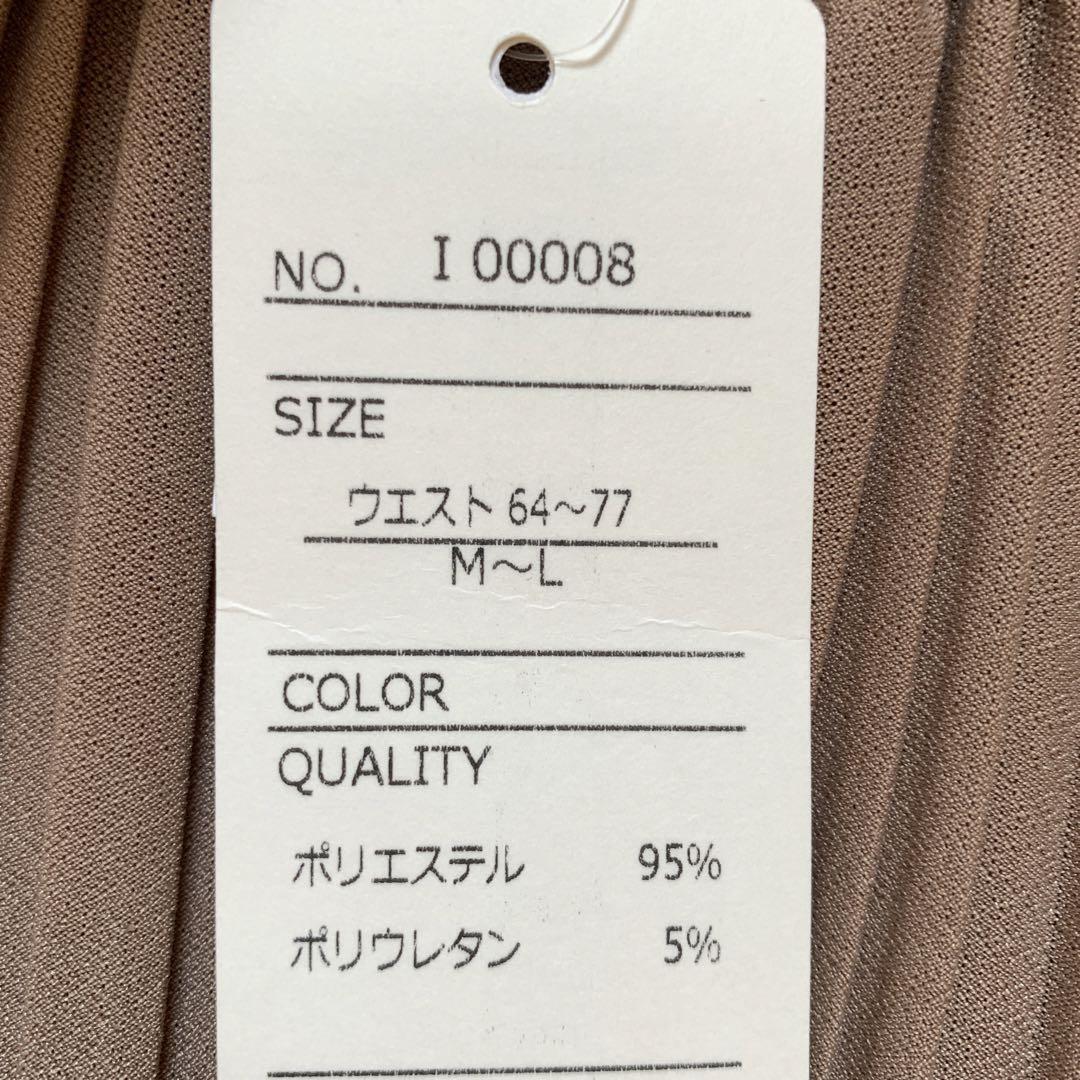 NO. I 00008
SIZE
ウエスト 64～77
M～L
COLOR
QUALITY
ポリエステル 95%
ポリウレタン 5%